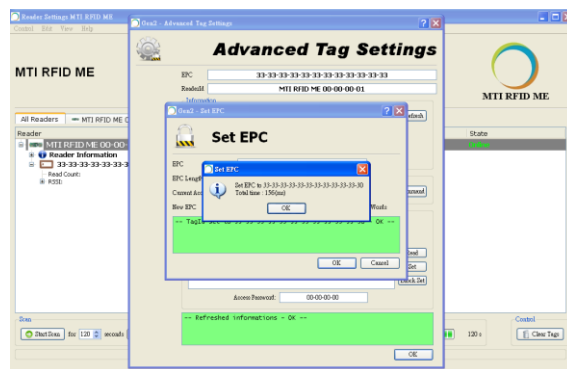 Reader Settings MTI RFID ME
Control Edit View Help
MTI RFID ME
MTI RFID ME
All Readers
MTI RFID ME
Reader
State
MTI RFID ME 00-00-
Reader Information
33-33-33-33-33-33-3
Read Count:
RSSI:
Scan
Start Scan for 120 seconds
120 s
Control
Clear Tags
Gen2 - Advanced Tag Settings
Advanced Tag Settings
EPC 33-33-33-33-33-33-33-33-33-33-33-33
ReaderId MTI RFID ME 00-00-00-01
Information
Gen2 - Set EPC
Set EPC
EPC
EPC Length
New EPC
Words
OK Cancel
Set EPC
Set EPC to 33-33-33-33-33-33-33-33-33-33-33-30
Total time : 156(ms)
OK
Set
Access Password: 00-00-00-00
-- Refreshed informations - OK --
OK